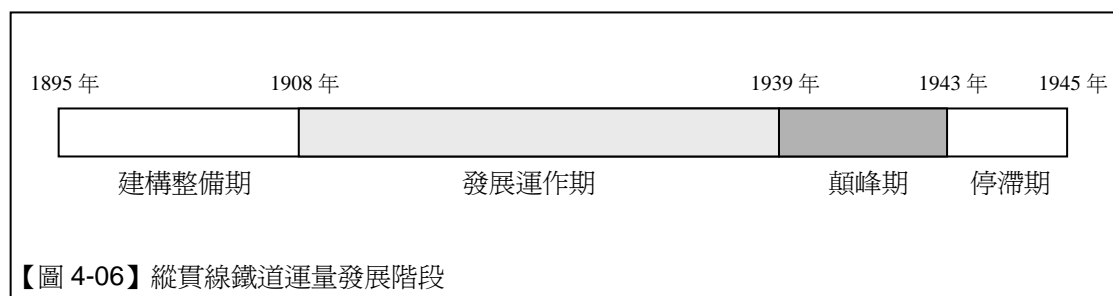 1895 年 1908 年 1939 年 1943 年 1945 年
建構整備期 發展運作期 顛峰期 停滯期
【圖 4-06】縱貫線鐵道運量發展階段